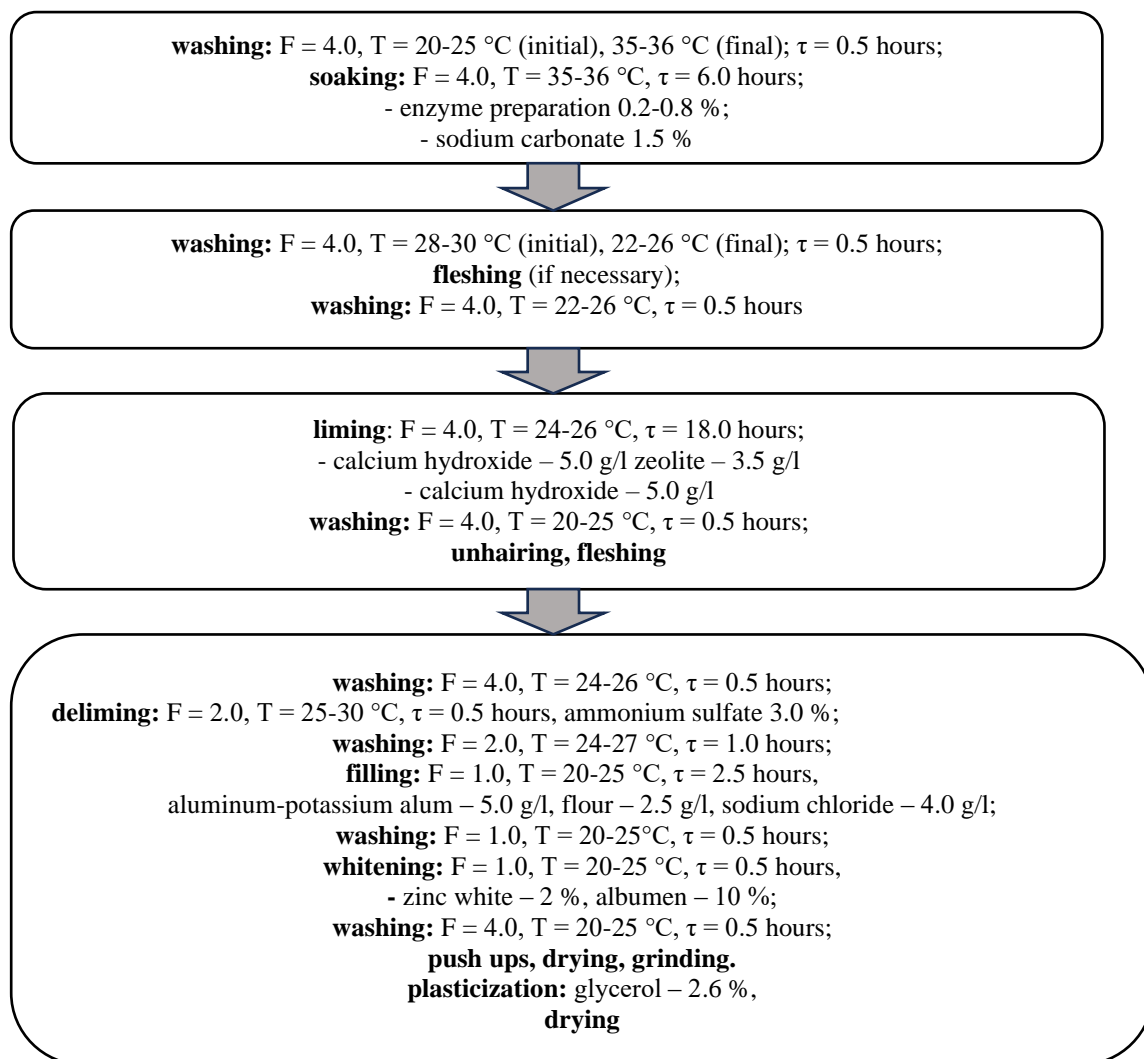 washing: F = 4.0, T = 20-25 °C (initial), 35-36 °C (final); τ = 0.5 hours;
soaking: F = 4.0, T = 35-36 °C, τ = 6.0 hours;
- enzyme preparation 0.2-0.8 %;
- sodium carbonate 1.5 %
washing: F = 4.0, T = 28-30 °C (initial), 22-26 °C (final); τ = 0.5 hours;
fleshing (if necessary);
washing: F = 4.0, T = 22-26 °C, τ = 0.5 hours
liming: F = 4.0, T = 24-26 °C, τ = 18.0 hours;
- calcium hydroxide – 5.0 g/l zeolite – 3.5 g/l
- calcium hydroxide – 5.0 g/l
washing: F = 4.0, T = 20-25 °C, τ = 0.5 hours;
unhairing, fleshing
washing: F = 4.0, T = 24-26 °C, τ = 0.5 hours;
deliming: F = 2.0, T = 25-30 °C, τ = 0.5 hours, ammonium sulfate 3.0 %;
washing: F = 2.0, T = 24-27 °C, τ = 1.0 hours;
filling: F = 1.0, T = 20-25 °C, τ = 2.5 hours,
aluminum-potassium alum – 5.0 g/l, flour – 2.5 g/l, sodium chloride – 4.0 g/l;
washing: F = 1.0, T = 20-25°C, τ = 0.5 hours;
whitening: F = 1.0, T = 20-25 °C, τ = 0.5 hours,
- zinc white – 2 %, albumen – 10 %;
washing: F = 4.0, T = 20-25 °C, τ = 0.5 hours;
push ups, drying, grinding.
plasticization: glycerol – 2.6 %,
drying